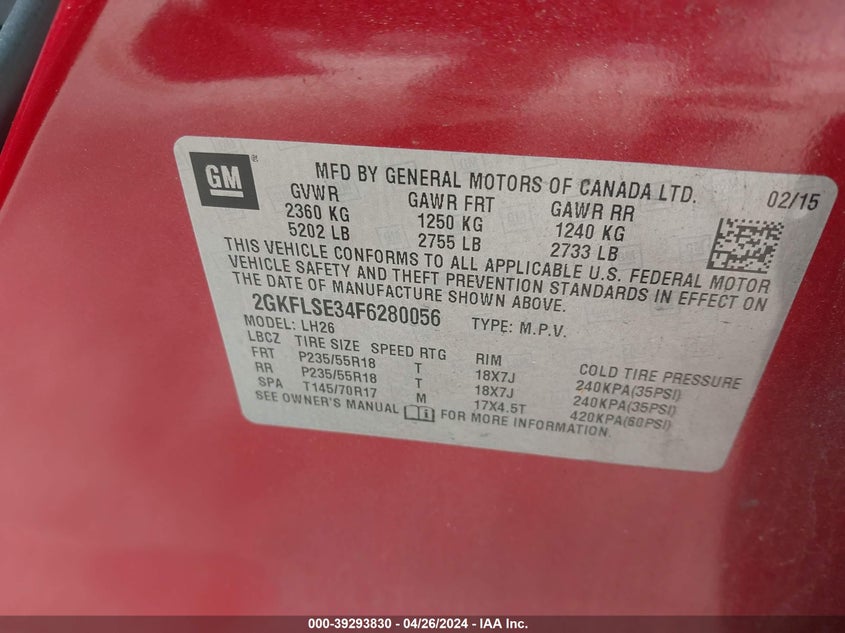 GM ®
MFD BY GENERAL MOTORS OF CANADA LTD. 02/15
GVWR GAWR FRT GAWR RR
2360 KG 1250 KG 1240 KG
5202 LB 2755 LB 2733 LB
THIS VEHICLE CONFORMS TO ALL APPLICABLE U.S. FEDERAL MOTOR
VEHICLE SAFETY AND THEFT PREVENTION STANDARDS IN EFFECT ON
THE DATE OF MANUFACTURE SHOWN ABOVE.
2GKFLSE34F6280056 TYPE: M.P.V.
MODEL: LH26
LBCZ TIRE SIZE SPEED RTG RIM COLD TIRE PRESSURE
FRT P235/55R18 T 18X7J 240KPA(35PSI)
RR P235/55R18 T 18X7J 240KPA(35PSI)
SPA T145/70R17 M 17X4.5T 420KPA(60PSI)
SEE OWNER'S MANUAL FOR MORE INFORMATION.
000-39293830 - 04/26/2024 - IAA Inc.